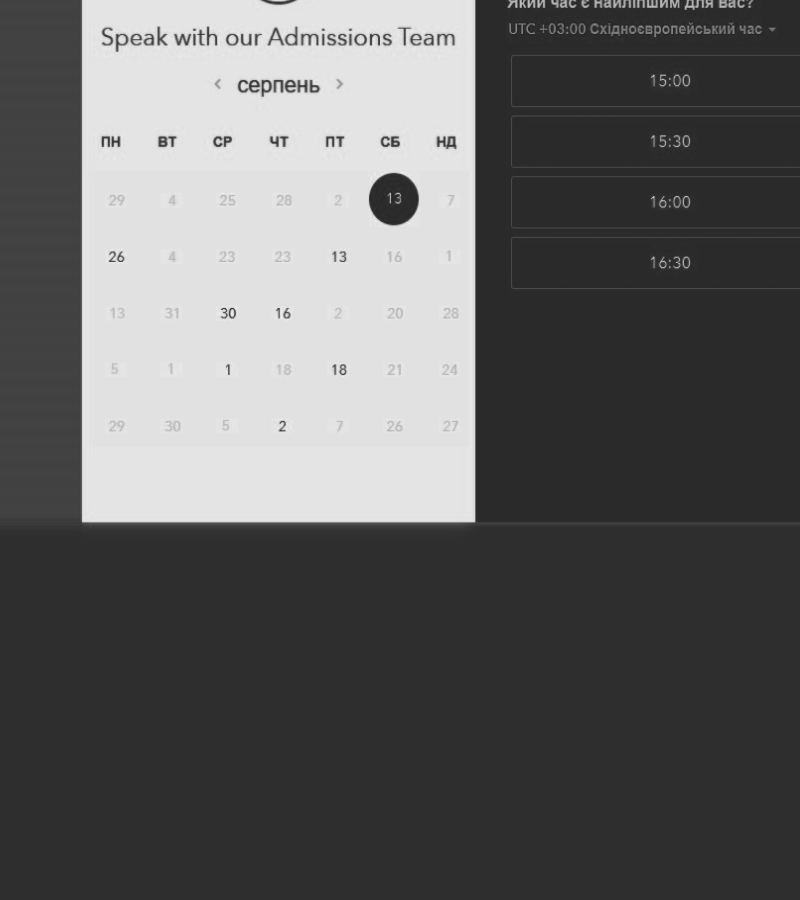 Speak with our Admissions Team
серпень
ПН ВТ СР ЧТ ПТ СБ НД
29 4 25 28 2 13 7
26 4 23 23 13 16 1
13 31 30 16 2 20 28
5 1 1 18 18 21 24
29 30 5 2 7 26 27
Який час є найліпшим для вас?
UTC +03:00 Східноєвропейський час
15:00
15:30
16:00
16:30